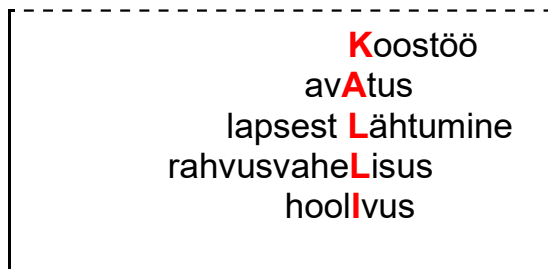 Koostöö
avAtus
lapsest Lähtumine
rahvusvaheLisus
hoolIvus